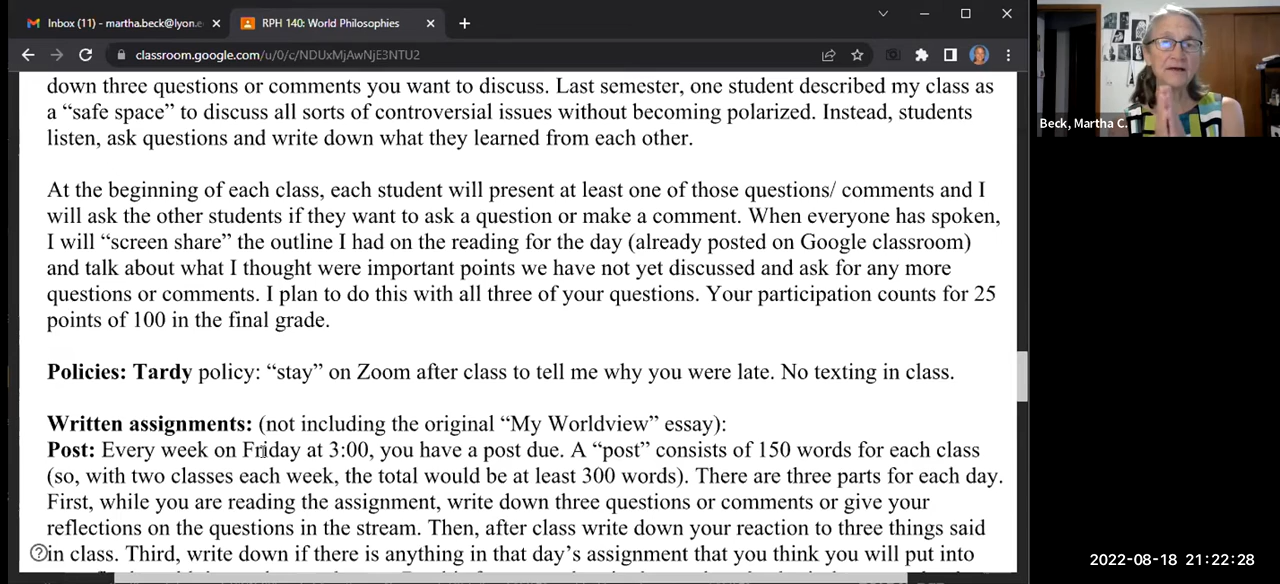 Inbox (11) - martha.beck@lyon.e
RPH 140: World Philosophies
classroom.google.com/u/0/c/NDUxMjAwNjE3NTU2
down three questions or comments you want to discuss. Last semester, one student described my class as
a “safe space” to discuss all sorts of controversial issues without becoming polarized. Instead, students
listen, ask questions and write down what they learned from each other.
At the beginning of each class, each student will present at least one of those questions/ comments and I
will ask the other students if they want to ask a question or make a comment. When everyone has spoken,
I will “screen share” the outline I had on the reading for the day (already posted on Google classroom)
and talk about what I thought were important points we have not yet discussed and ask for any more
questions or comments. I plan to do this with all three of your questions. Your participation counts for 25
points of 100 in the final grade.
Policies: Tardy policy: “stay” on Zoom after class to tell me why you were late. No texting in class.
Written assignments: (not including the original “My Worldview” essay):
Post: Every week on Friday at 3:00, you have a post due. A “post” consists of 150 words for each class
(so, with two classes each week, the total would be at least 300 words). There are three parts for each day.
First, while you are reading the assignment, write down three questions or comments or give your
reflections on the questions in the stream. Then, after class write down your reaction to three things said
in class. Third, write down if there is anything in that day’s assignment that you think you will put into
Beck, Martha C.
2022-08-18 21:22:28